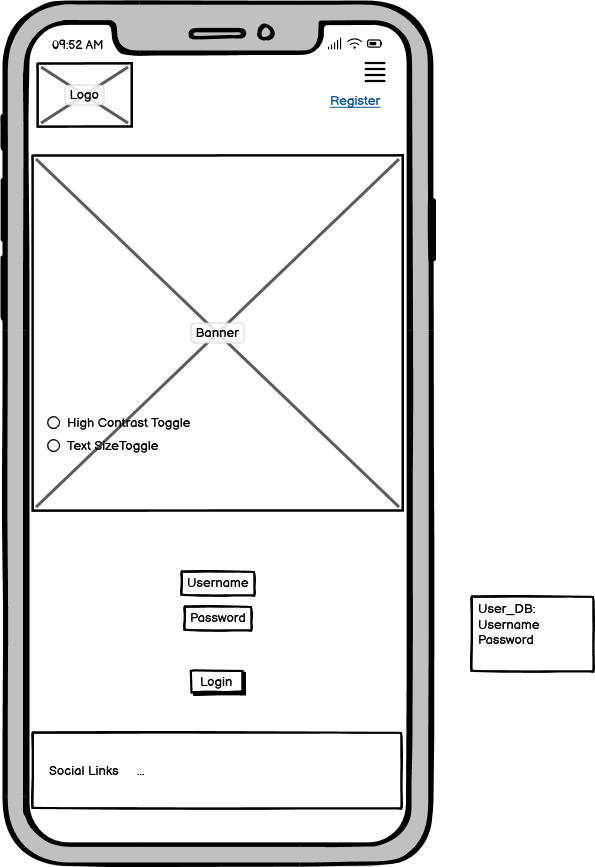 09:52 AM
Logo
Register
Banner
High Contrast Toggle
Text SizeToggle
Username
Password
Login
User_DB:
Username
Password
Social Links ...